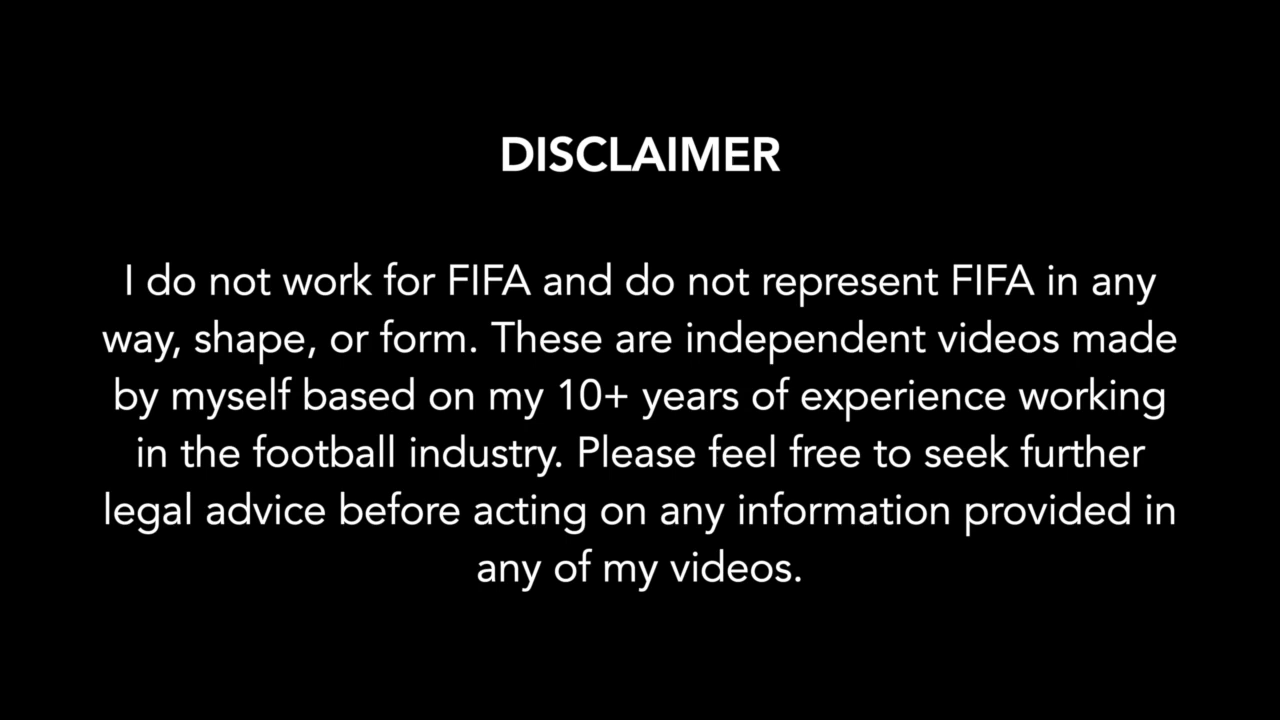 DISCLAIMER
I do not work for FIFA and do not represent FIFA in any
way, shape, or form. These are independent videos made
by myself based on my 10+ years of experience working
in the football industry. Please feel free to seek further
legal advice before acting on any information provided in
any of my videos.